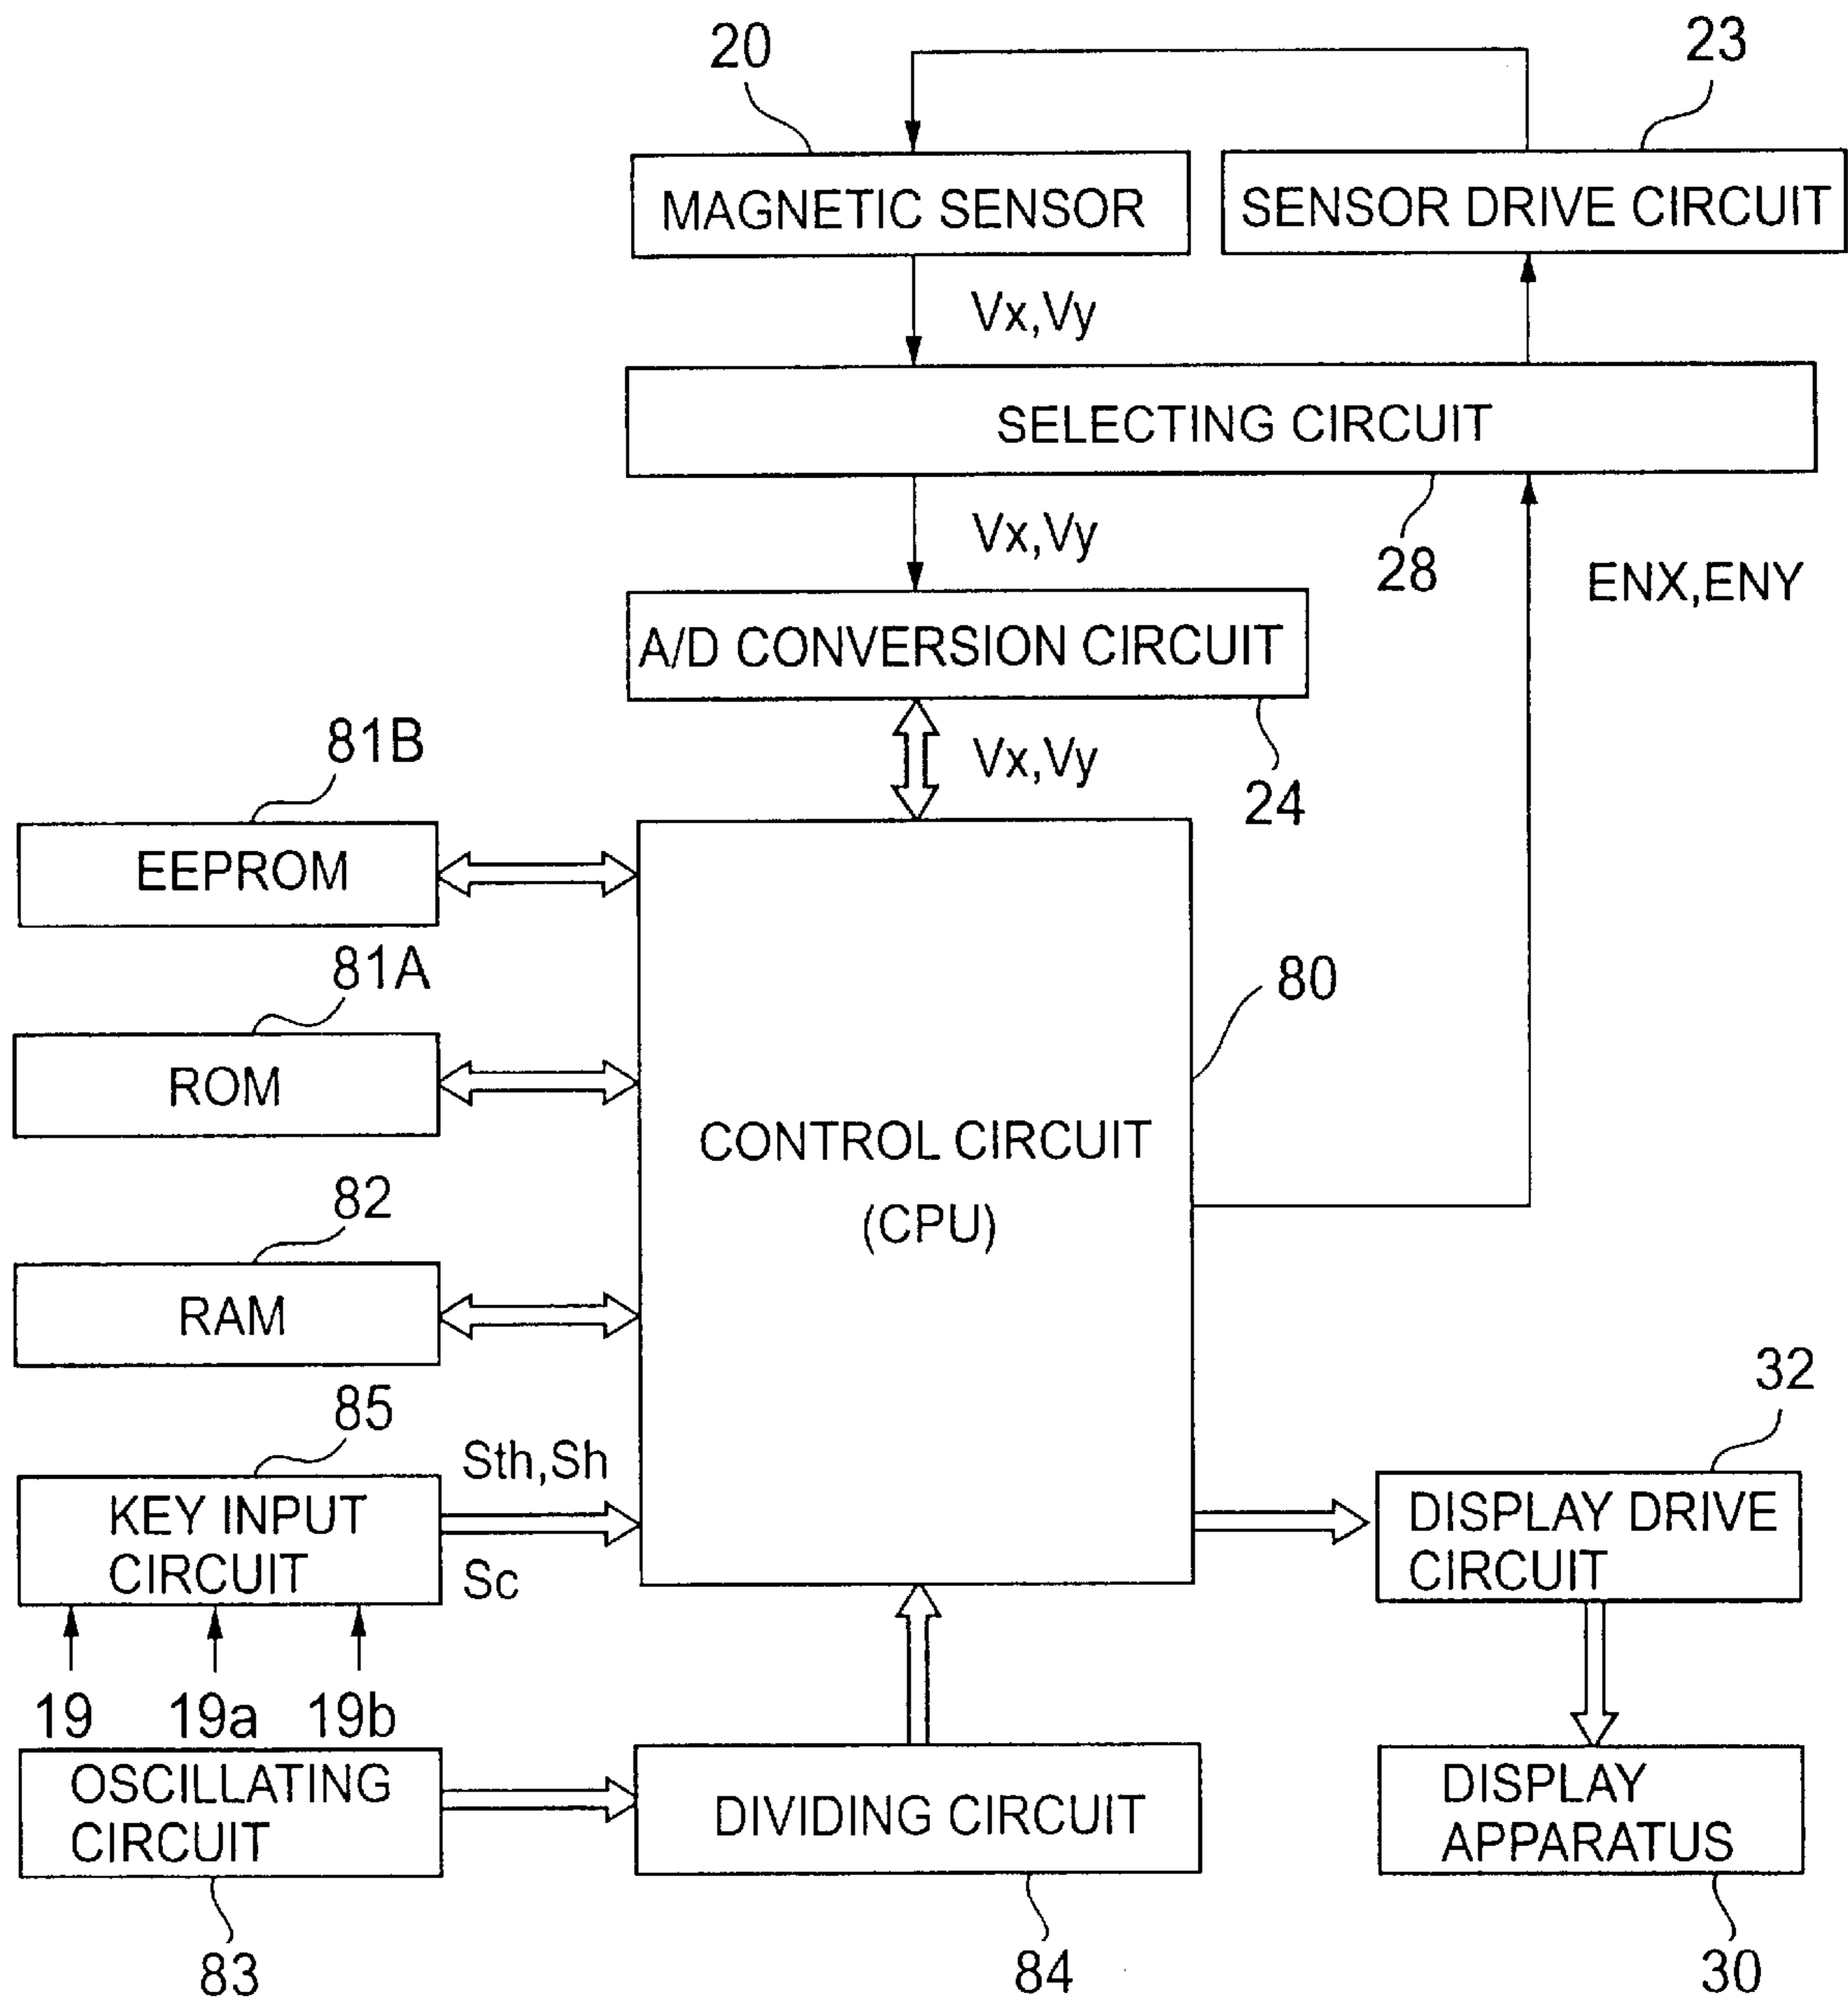 20
23
MAGNETIC SENSOR
SENSOR DRIVE CIRCUIT
Vx,Vy
SELECTING CIRCUIT
Vx,Vy
28
ENX,ENY
A/D CONVERSION CIRCUIT
81B
Vx,Vy
24
EEPROM
81A
80
ROM
CONTROL CIRCUIT
(CPU)
82
RAM
32
85
Sth,Sh
KEY INPUT
CIRCUIT
Sc
DISPLAY DRIVE
CIRCUIT
19
19a
19b
OSCILLATING
CIRCUIT
DIVIDING CIRCUIT
DISPLAY
APPARATUS
83
84
30